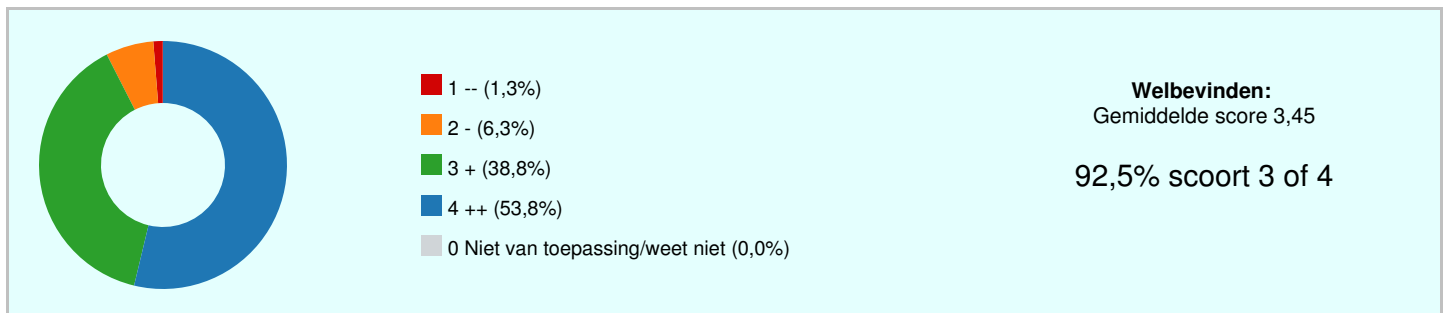 1 -- (1,3%)
2 - (6,3%)
3 + (38,8%)
4 ++ (53,8%)
0 Niet van toepassing/weet niet (0,0%)
Welbevinden:
Gemiddelde score 3,45
92,5% scoort 3 of 4